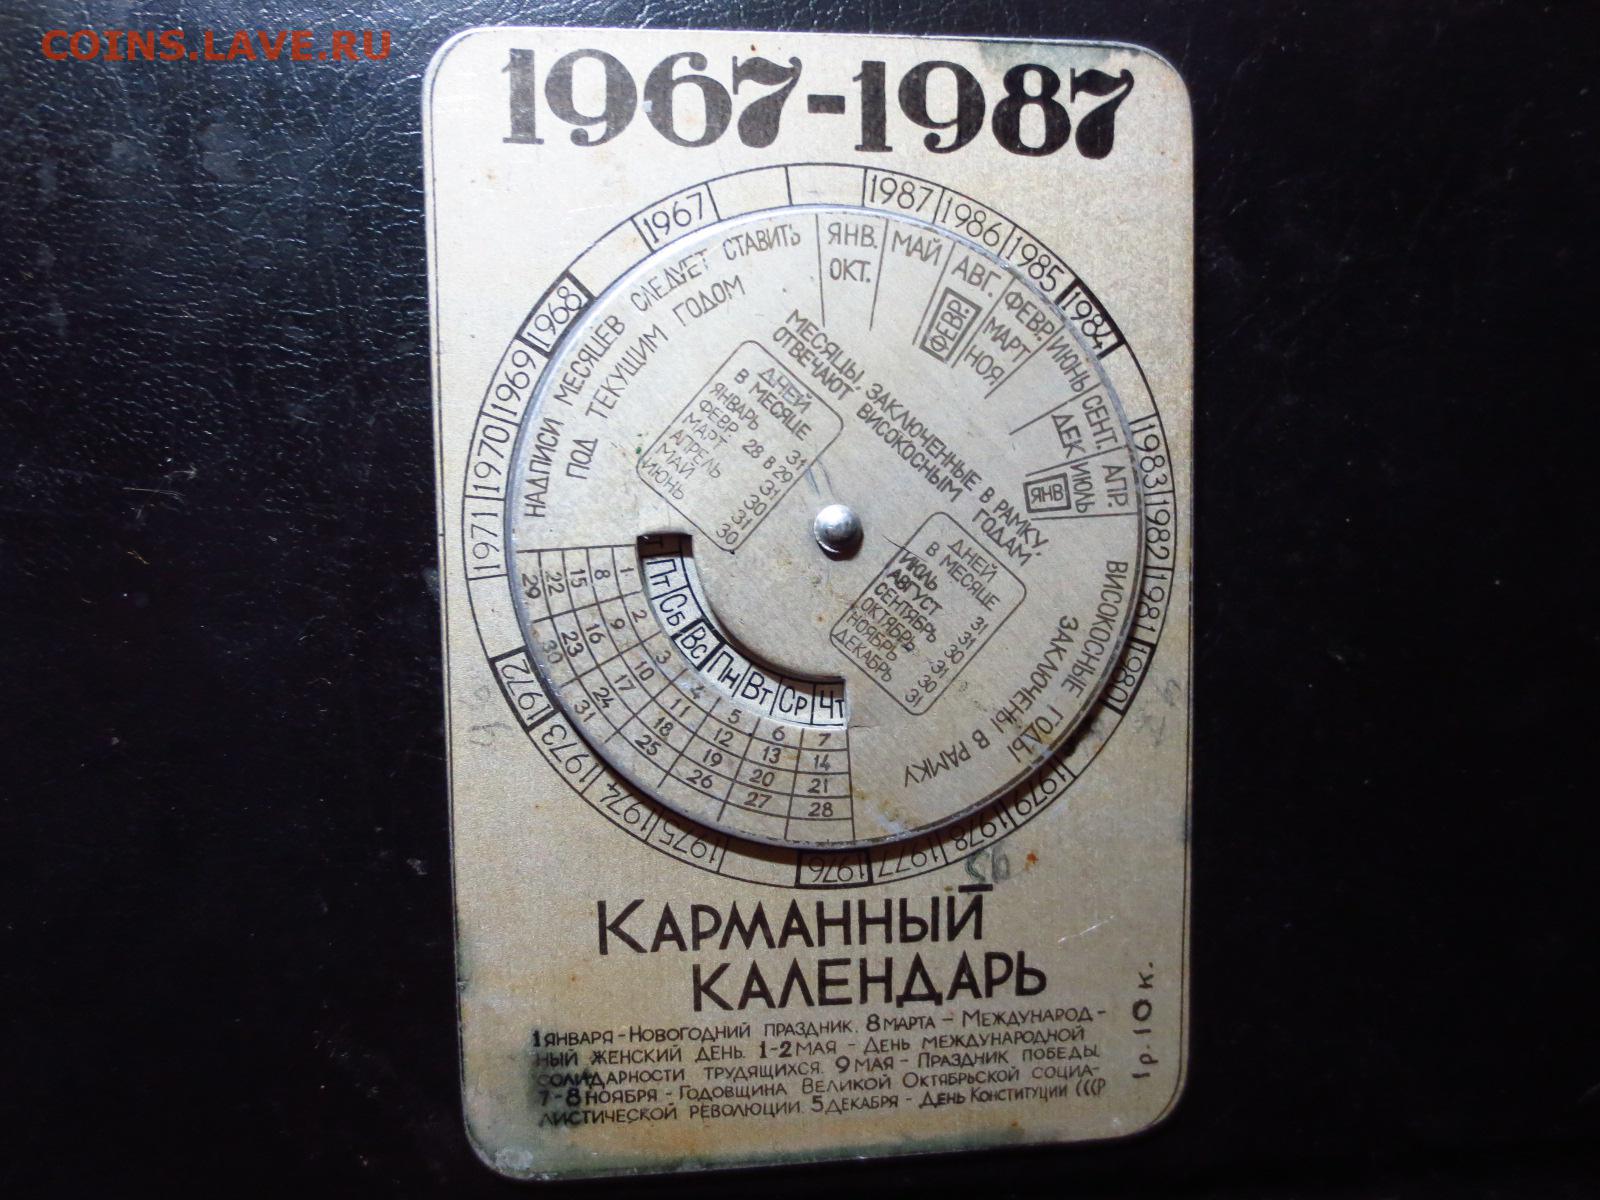 COINS.LAVE.RU
1967-1987
1967
1968
1969
1970
1971
1972
1973
1974
1975
1976
1977
1978
1979
1980
1981
1982
1983
1984
1985
1986
1987
НАДПИСИ МЕСЯЦЕВ СЛЕДУЕТ СТАВИТЬ
ПОД ТЕКУЩИМ ГОДОМ
ЯНВ.
ОКТ.
МАЙ
АВГ.
ФЕВР.
ФЕВР.
МАРТ
НОЯ
ИЮНЬ
СЕНТ.
ДЕК
АПР.
ИЮЛЬ
ЯНВ
МЕСЯЦЫ, ЗАКЛЮЧЕННЫЕ В РАМКУ,
ОТВЕЧАЮТ ВИСОКОСНЫМ ГОДАМ
ДНЕЙ
В МЕСЯЦЕ
ЯНВАРЬ 31
ФЕВР. 28 В 29
МАРТ 31
АПРЕЛЬ 30
МАЙ 31
ИЮНЬ 30
ДНЕЙ
В МЕСЯЦЕ
ИЮЛЬ 31
АВГУСТ 31
СЕНТЯБРЬ 30
ОКТЯБРЬ 31
НОЯБРЬ 30
ДЕКАБРЬ 31
ВИСОКОСНЫЕ ГОДЫ
ЗАКЛЮЧЕНЫ В РАМКУ
Т ПТ СБ ВС ПН ВТ СР ЧТ
1 2 3 4 5 6 7
8 9 10 11 12 13 14
15 16 17 18 19 20 21
22 23 24 25 26 27 28
29 30 31
КАРМАННЫЙ
КАЛЕНДАРЬ
1 ЯНВАРЯ - НОВОГОДНИЙ ПРАЗДНИК. 8 МАРТА - МЕЖДУНАРОД-
НЫЙ ЖЕНСКИЙ ДЕНЬ. 1-2 МАЯ - ДЕНЬ МЕЖДУНАРОДНОЙ
СОЛИДАРНОСТИ ТРУДЯЩИХСЯ. 9 МАЯ - ПРАЗДНИК ПОБЕДЫ.
7-8 НОЯБРЯ - ГОДОВЩИНА ВЕЛИКОЙ ОКТЯБРЬСКОЙ СОЦИА-
ЛИСТИЧЕСКОЙ РЕВОЛЮЦИИ. 5 ДЕКАБРЯ - ДЕНЬ КОНСТИТУЦИИ СССР
1 р. 10 к.